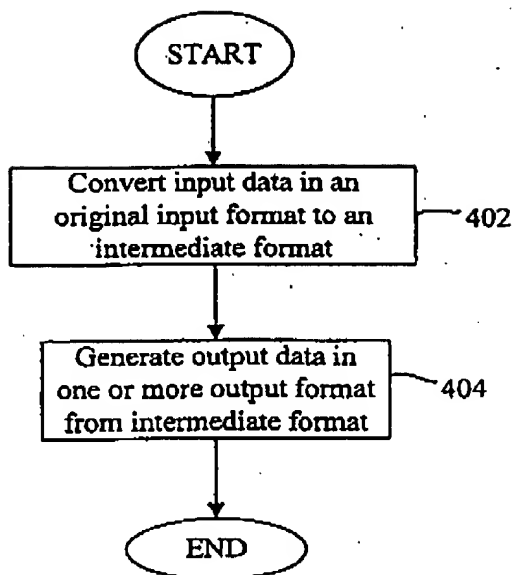 START
Convert input data in an
original input format to an
intermediate format
402
Generate output data in
one or more output format
from intermediate format
404
END